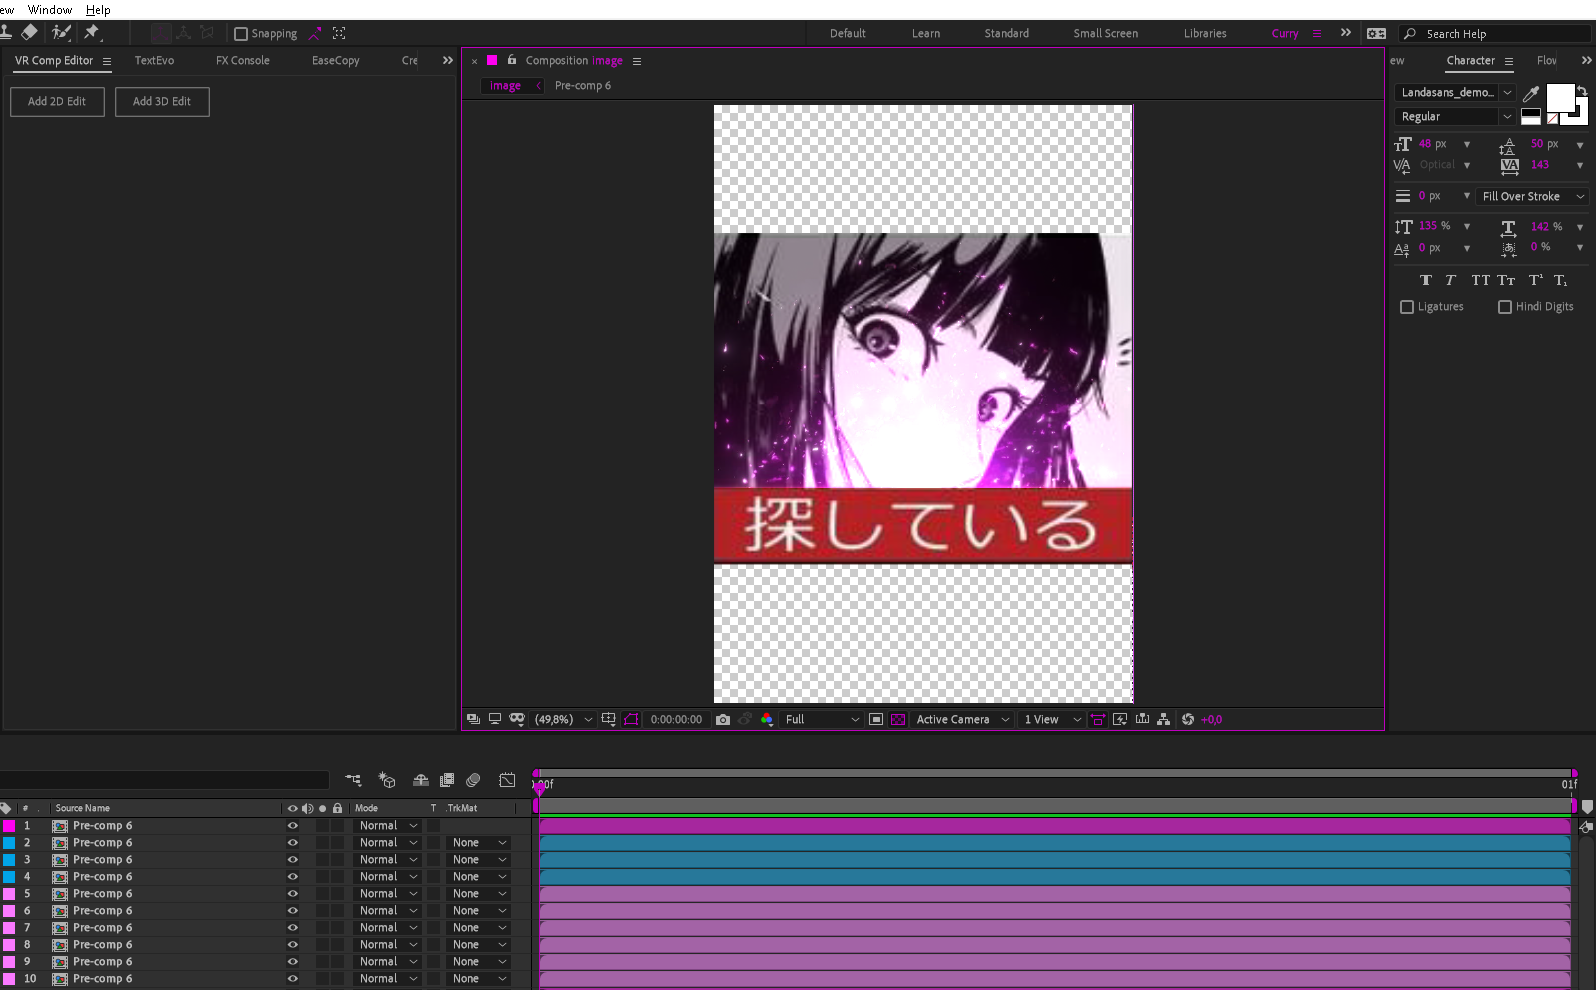 ew Window Help
Snapping
Default Learn Standard Small Screen Libraries Curry Search Help
VR Comp Editor TextEvo FX Console EaseCopy Cre
Add 2D Edit Add 3D Edit
Composition Image
Image Pre-comp 6
探している
(49,8%) 0:00:00:00 Full Active Camera 1 View +0,0
ew Character Flov
Landasans_demo...
Regular
48 px 50 px
Optical 143
0 px Fill Over Stroke
135 % 142 %
0 px 0 %
Ligatures Hindi Digits
00f 01f
# Source Name Mode T .TrkMat
1 Pre-comp 6 Normal
2 Pre-comp 6 Normal None
3 Pre-comp 6 Normal None
4 Pre-comp 6 Normal None
5 Pre-comp 6 Normal None
6 Pre-comp 6 Normal None
7 Pre-comp 6 Normal None
8 Pre-comp 6 Normal None
9 Pre-comp 6 Normal None
10 Pre-comp 6 Normal None